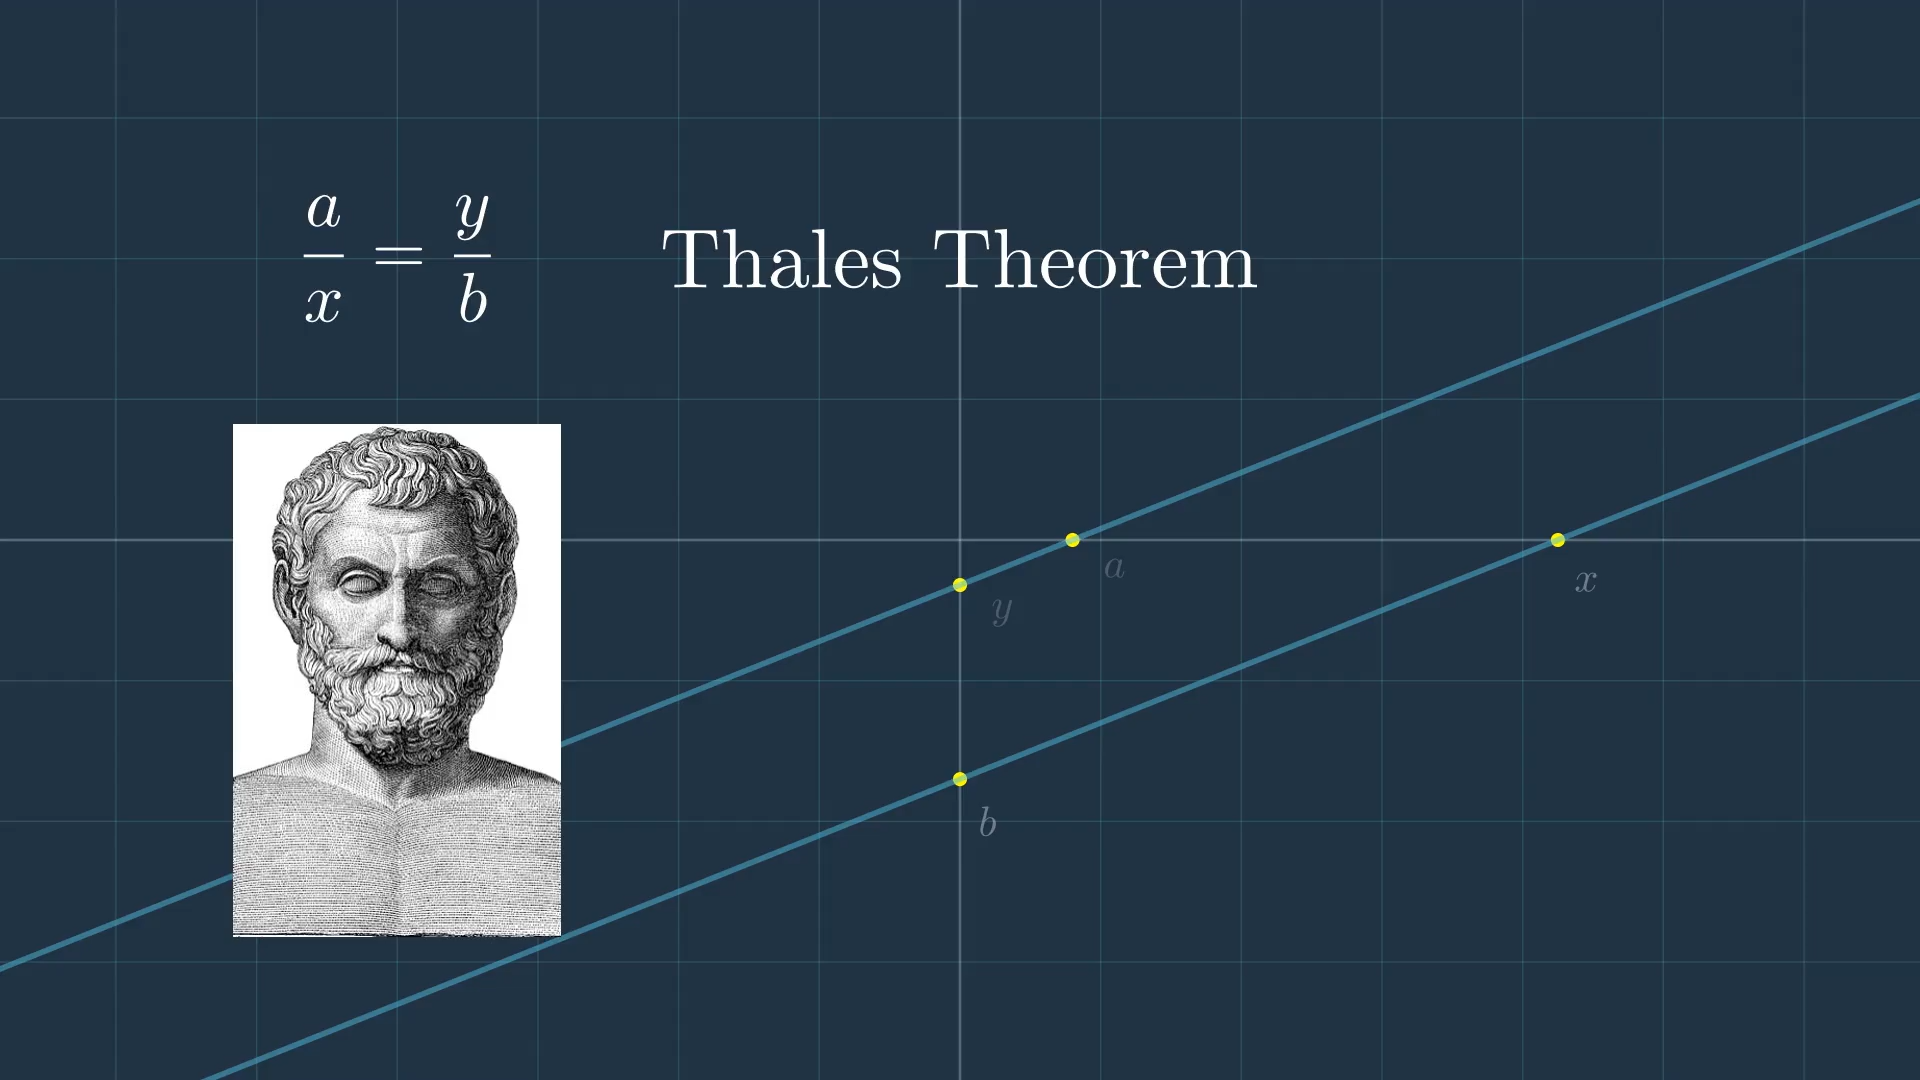 a/x = y/b
Thales Theorem
a
x
y
b